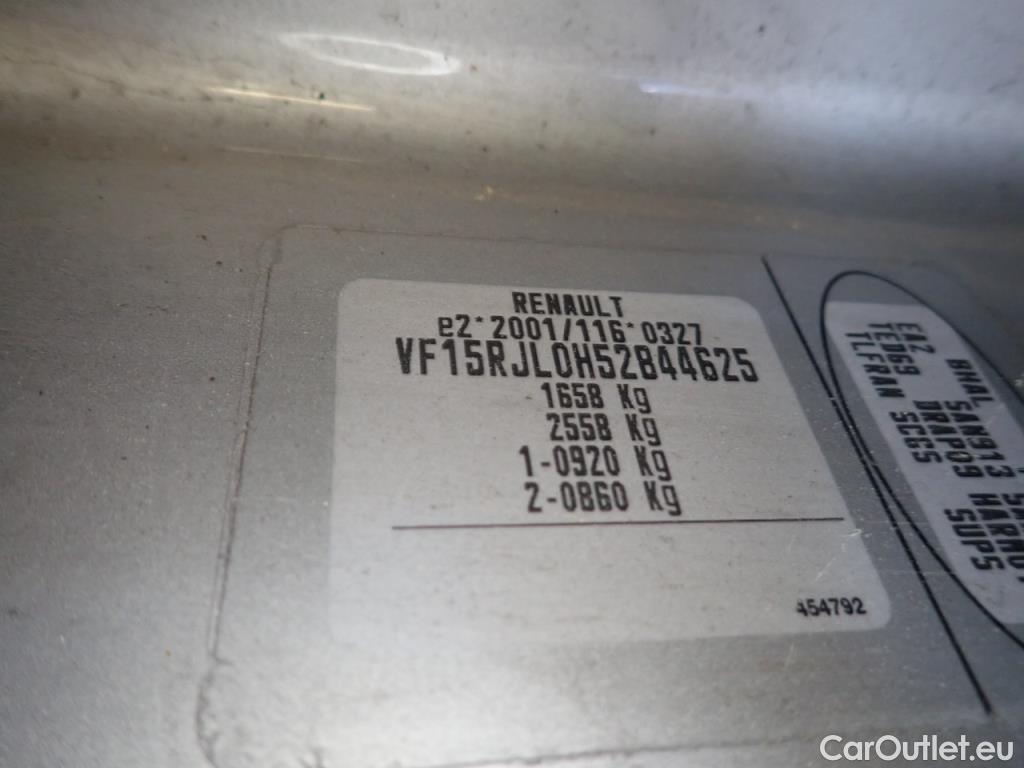 RENAULT
e2*2001/116*0327
VF15RJL0H52844625
1658 Kg
2558 Kg
1-0920 Kg
2-0860 Kg
454792
BHAL SAN913 HARM01
EA2 DRAP09 SUPS
TED69 SCGS
TLFRAN
CarOutlet.eu